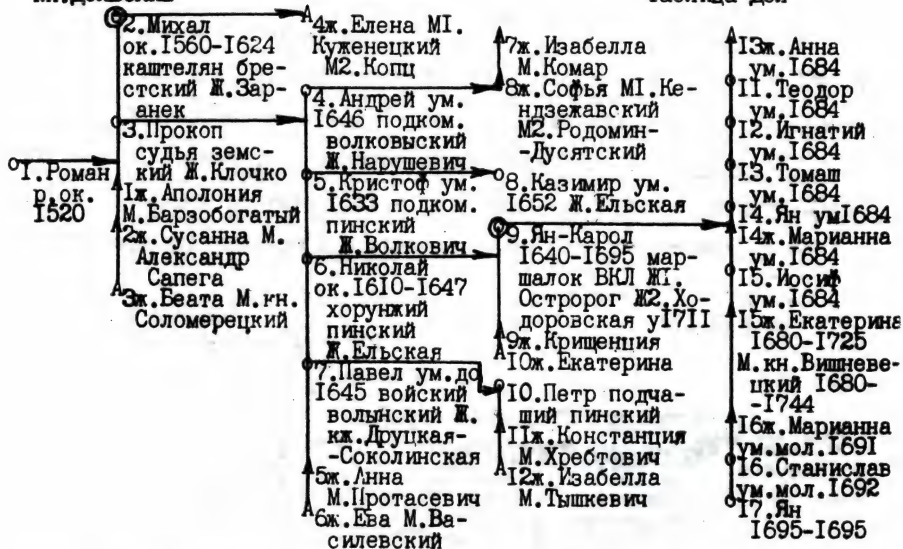 2.Михал
ок.1560-1624
каштелян бре-
стский Ж.Зар-
анек
3.Прокоп
судья земс-
кий Ж.Клочко
1.Роман
р.ок.
1520
1ж.Аполония
М.Барзобогатый
2ж.Сусанна М.
Александр
Сапега
3ж.Беата М.кн.
Соломерецкий
4ж.Елена М1.
Куженецкий
М2.Копц
4.Андрей ум.
1646 подком.
волковыский
Ж.Нарушевич
5.Кристоф ум.
1633 подком.
пинский
Ж.Волкович
6.Николай
ок.1610-1647
хорунжий
пинский
Ж.Ельская
7.Павел ум.до
1645 войский
волынский Ж.
кж.Друцкая-
-Соколинская
5ж.Анна
М.Протасевич
6ж.Ева М.Ва-
силевский
7ж.Изабелла
М.Комар
8ж.Софья М1.Ке-
ндзежавский
М2.Родомин-
-Дусятский
8.Казимир ум.
1652 Ж.Ельская
9.Ян-Карол
1640-1695 мар-
шалок ВКЛ Ж1.
Остророг Ж2.Хо-
доровская у1711
9ж.Крищенция
10ж.Екатерина
10.Петр подча-
ший пинский
11ж.Констанция
М.Хребтович
12ж.Изабелла
М.Тышкевич
13ж.Анна
ум.1684
11.Теодор
ум.1684
12.Игнатий
ум.1684
13.Томаш
ум.1684
14.Ян ум1684
14ж.Марианна
ум.1684
15.Иосиф
ум.1684
15ж.Екатерина
1680-1725
М.кн.Вишневе-
цкий 1680-
-1744
16ж.Марианна
ум.мол.1691
16.Станислав
ум.мол.1692
17.Ян
1695-1695